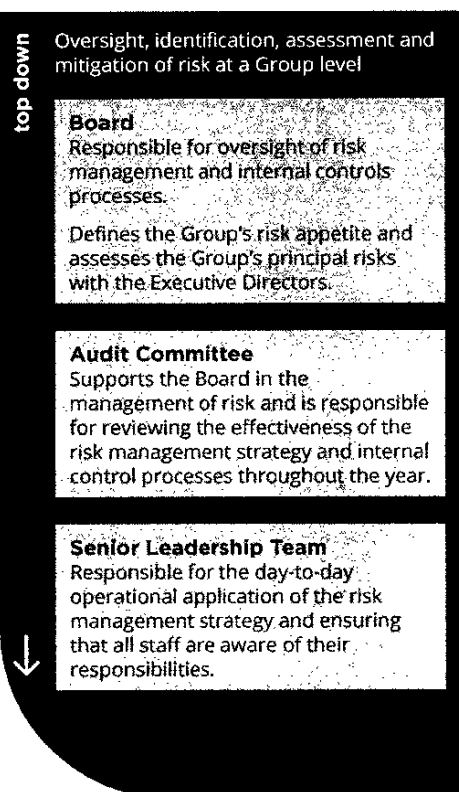 top down
Oversight, identification, assessment and
mitigation of risk at a Group level
Board
Responsible for oversight of risk
management and internal controls
processes.
Defines the Group's risk appetite and
assesses the Group's principal risks
with the Executive Directors.
Audit Committee
Supports the Board in the
management of risk and is responsible
for reviewing the effectiveness of the
risk management strategy and internal
control processes throughout the year.
Senior Leadership Team
Responsible for the day-to-day
operational application of the risk
management strategy and ensuring
that all staff are aware of their
responsibilities.